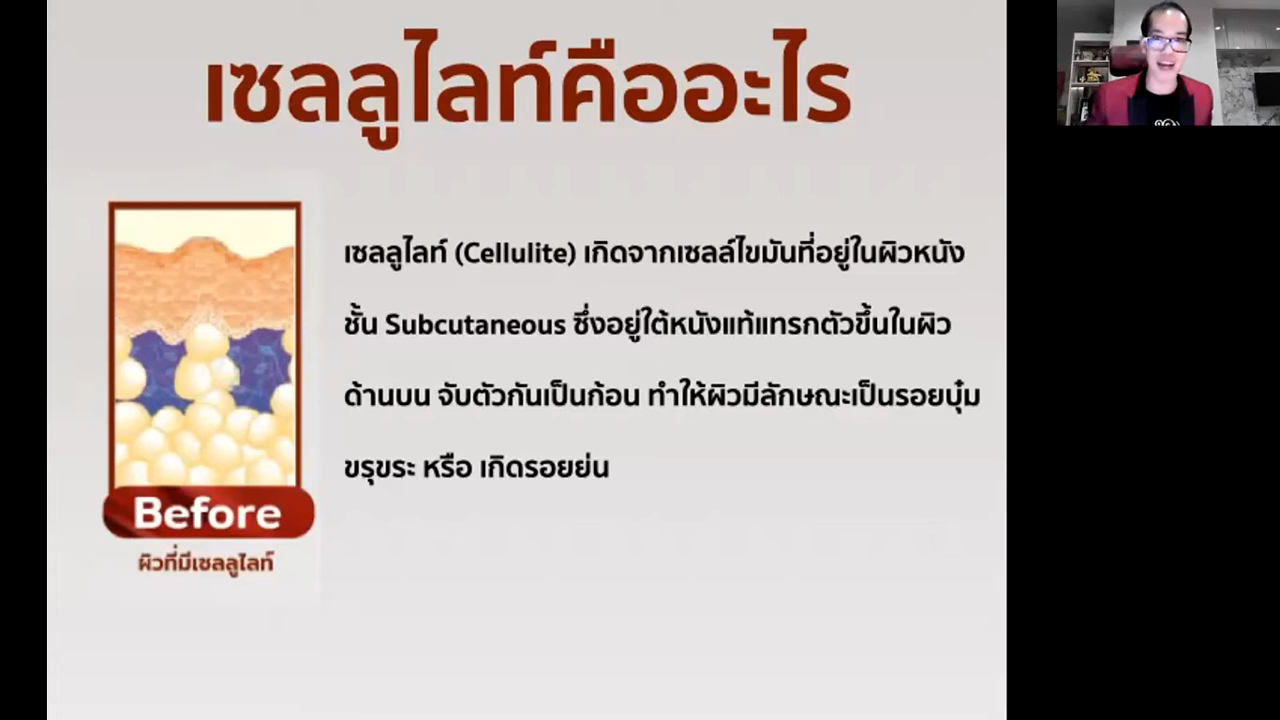 เซลลูไลท์คืออะไร
เซลลูไลท์ (Cellulite) เกิดจากเซลล์ไขมันที่อยู่ในผิวหนัง
ชั้น Subcutaneous ซึ่งอยู่ใต้หนังแท้แทรกตัวขึ้นในผิว
ด้านบน จับตัวกันเป็นก้อน ทำให้ผิวมีลักษณะเป็นรอยบุ๋ม
ขรุขระ หรือ เกิดรอยย่น
Before
ผิวที่มีเซลลูไลท์